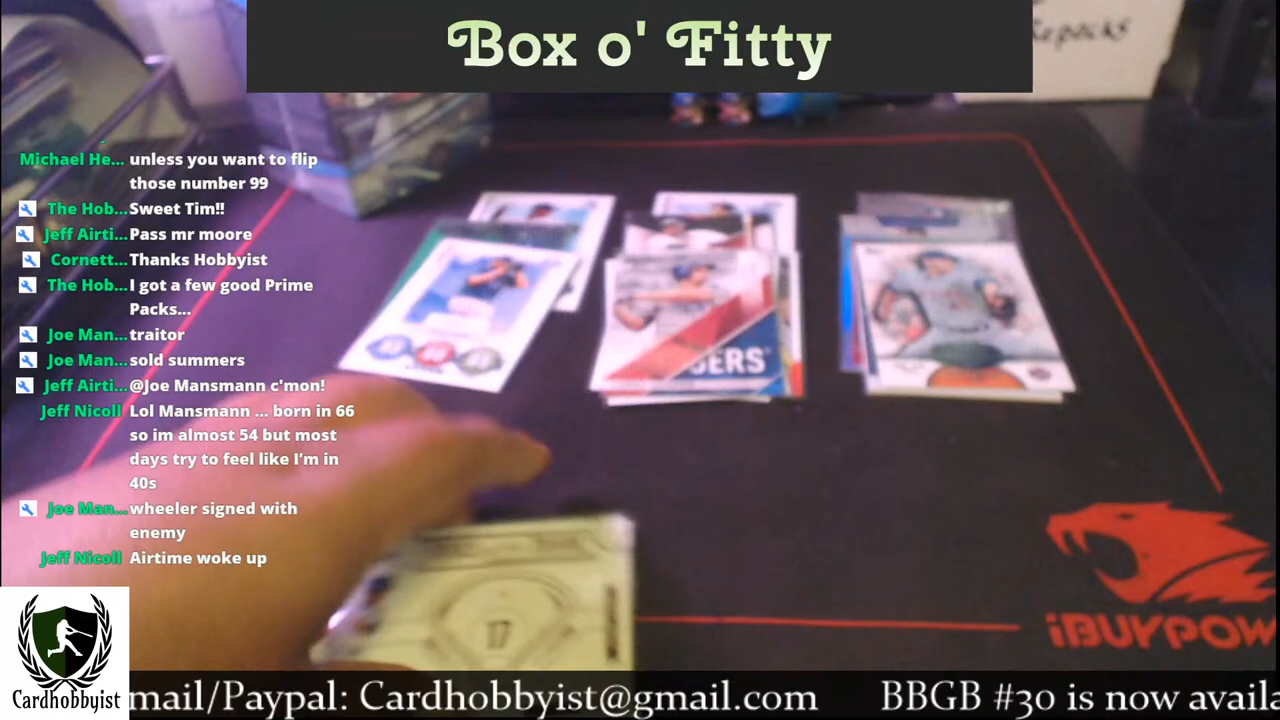 Box o' Fitty
Repacks
Michael He... unless you want to flip
those number 99
The Hob... Sweet Tim!!
Jeff Airti... Pass mr moore
Cornett... Thanks Hobbyist
The Hob... I got a few good Prime
Packs...
Joe Man... traitor
Joe Man... sold summers
Jeff Airti... @Joe Mansmann c'mon!
Jeff Nicoll Lol Mansmann ... born in 66
so im almost 54 but most
days try to feel like I'm in
40s
Joe Man... wheeler signed with
enemy
Jeff Nicoll Airtime woke up
GERS
17
iBUYPOW
Cardhobbyist
mail/Paypal: Cardhobbyist@gmail.com BBGB #30 is now availa